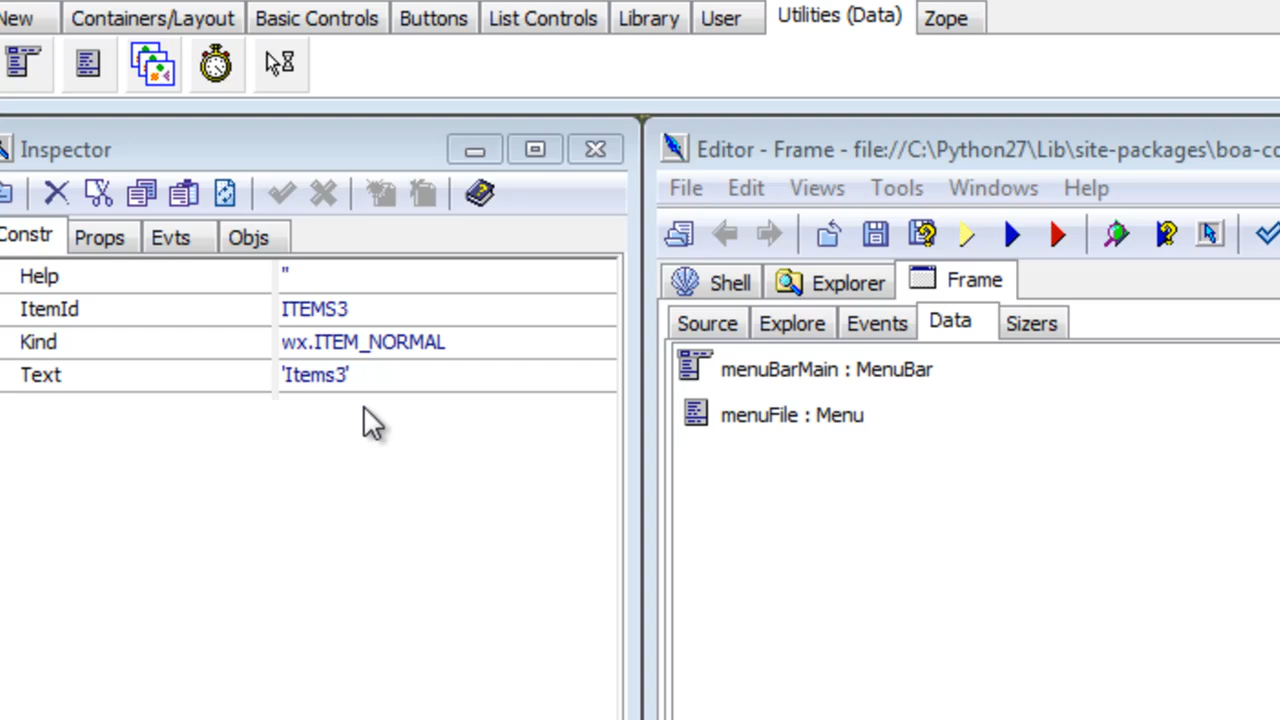 New Containers/Layout Basic Controls Buttons List Controls Library User Utilities (Data) Zope
Inspector
Constr Props Evts Objs
Help ''
ItemId ITEMS3
Kind wx.ITEM_NORMAL
Text 'Items3'
Editor - Frame - file://C:\Python27\Lib\site-packages\boa-co
File Edit Views Tools Windows Help
Shell Explorer Frame
Source Explore Events Data Sizers
menuBarMain : MenuBar
menuFile : Menu